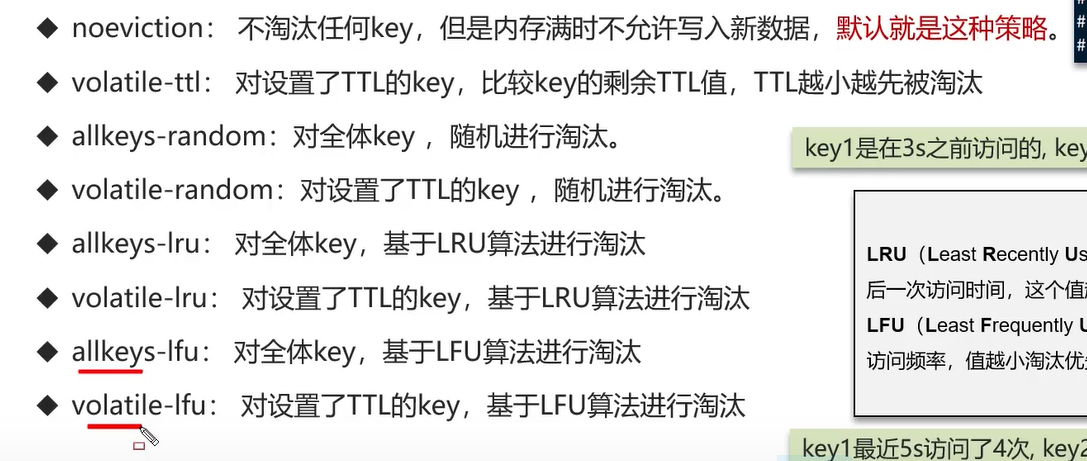 ◆ noeviction： 不淘汰任何key，但是内存满时不允许写入新数据，默认就是这种策略。
◆ volatile-ttl： 对设置了TTL的key，比较key的剩余TTL值，TTL越小越先被淘汰
◆ allkeys-random：对全体key ，随机进行淘汰。
◆ volatile-random：对设置了TTL的key ，随机进行淘汰。
◆ allkeys-lru： 对全体key，基于LRU算法进行淘汰
◆ volatile-lru： 对设置了TTL的key，基于LRU算法进行淘汰
◆ allkeys-lfu： 对全体key，基于LFU算法进行淘汰
◆ volatile-lfu： 对设置了TTL的key，基于LFU算法进行淘汰
#
#
key1是在3s之前访问的, key
LRU（Least Recently Us
后一次访问时间，这个值
LFU（Least Frequently
访问频率，值越小淘汰优
key1最近5s访问了4次, key2